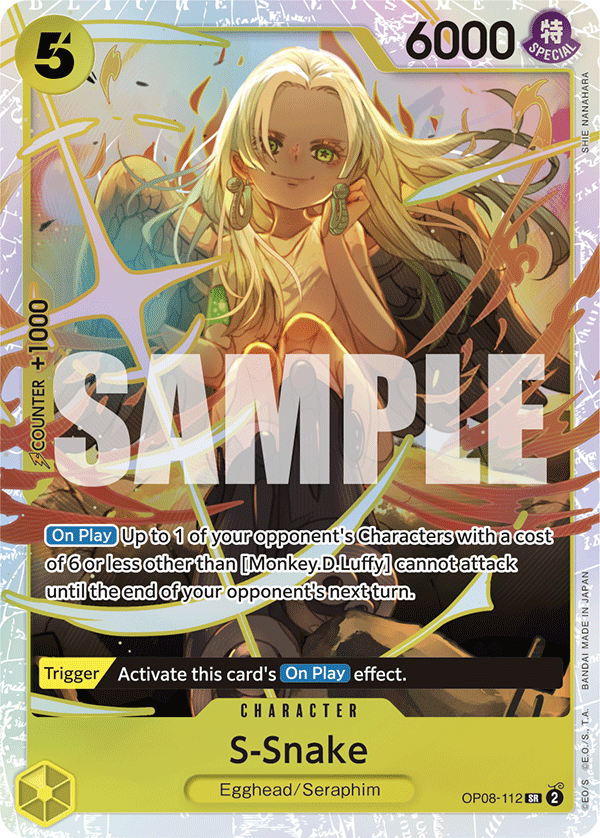 5
6000
特
SPECIAL
SHIE NANAHARA
COUNTER +1000
SAMPLE
On Play Up to 1 of your opponent's Characters with a cost
of 6 or less other than [Monkey.D.Luffy] cannot attack
until the end of your opponent's next turn.
Trigger Activate this card's On Play effect.
CHARACTER
S-Snake
Egghead/Seraphim
OP08-112 SR 2
©E.O./S., T.A. BANDAI MADE IN JAPAN
©EO/S